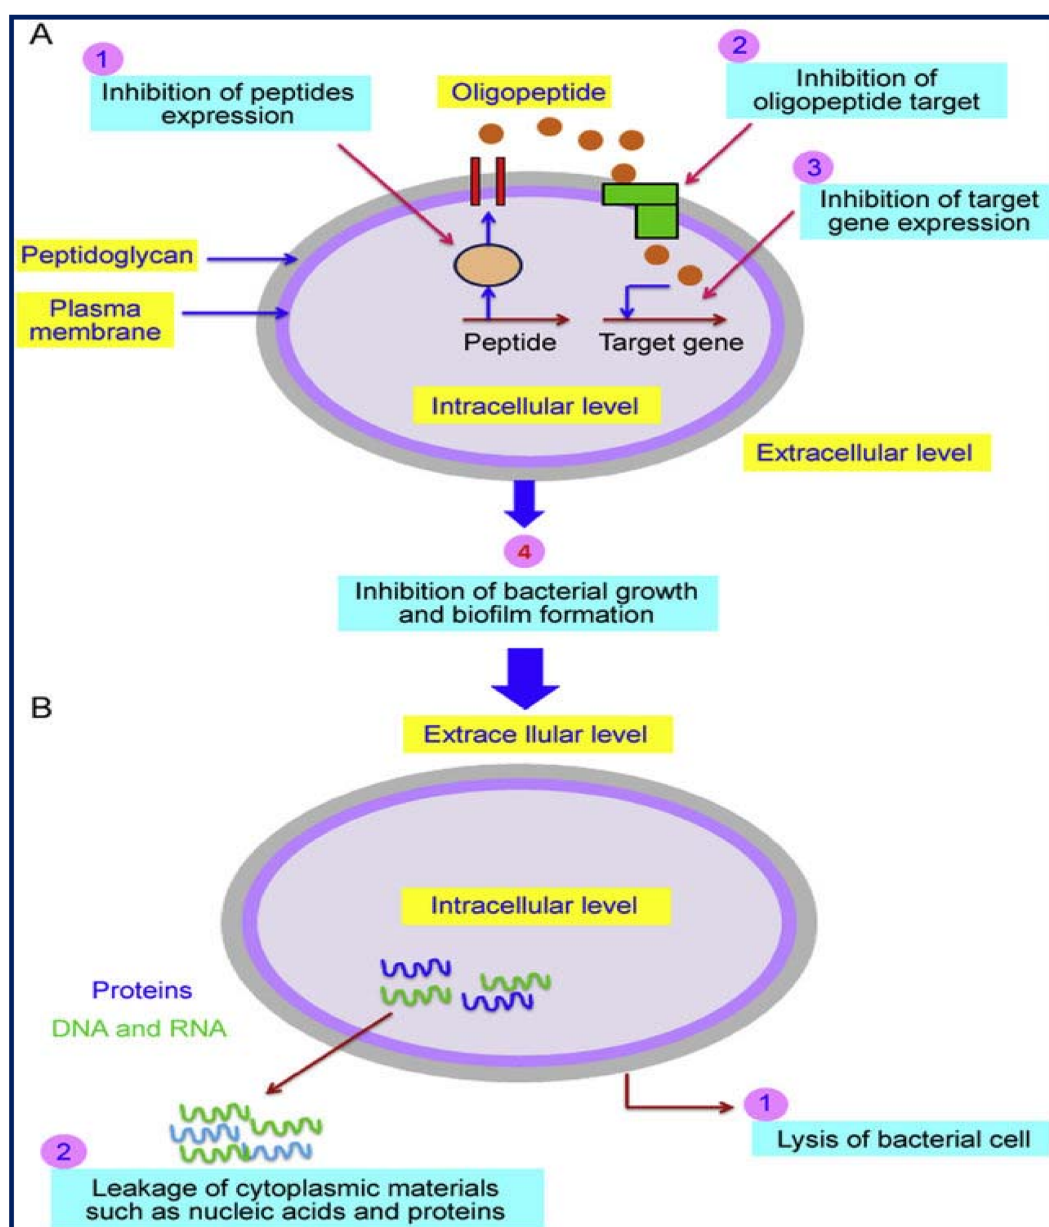 A
1
Inhibition of peptides
expression
Oligopeptide
2
Inhibition of
oligopeptide target
3
Inhibition of target
gene expression
Peptidoglycan
Plasma
membrane
Peptide
Target gene
Intracellular level
Extracellular level
4
Inhibition of bacterial growth
and biofilm formation
B
Extrace llular level
Intracellular level
Proteins
DNA and RNA
1
Lysis of bacterial cell
2
Leakage of cytoplasmic materials
such as nucleic acids and proteins